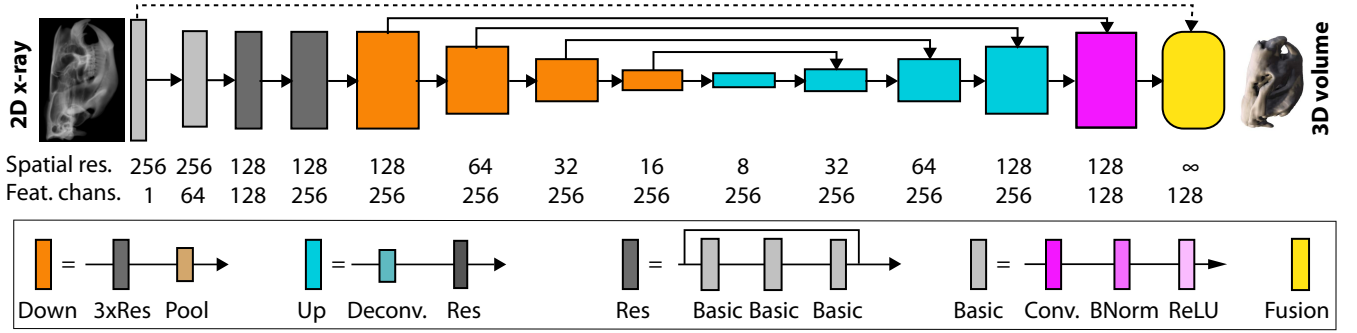 2D x-ray
3D volume
Spatial res. 256 256 128 128 128 64 32 16 8 32 64 128 128 ∞
Feat. chans. 1 64 128 256 256 256 256 256 256 256 256 256 128 128
= = = =
Down 3xRes Pool Up Deconv. Res Res Basic Basic Basic Basic Conv. BNorm ReLU Fusion